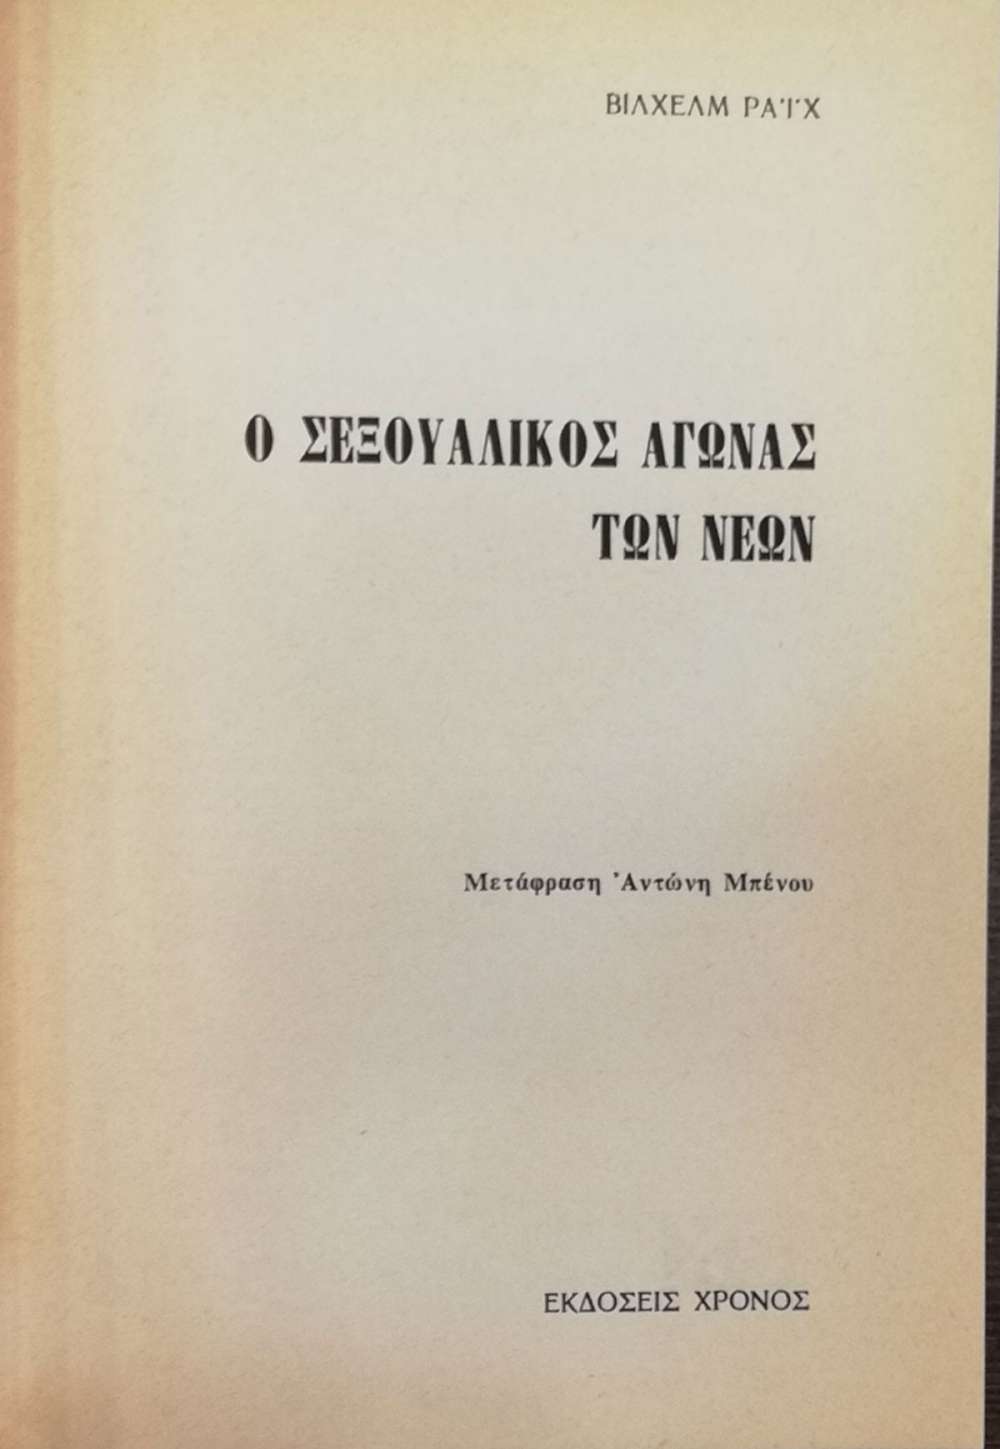 ΒΙΛΧΕΛΜ ΡΑΪΧ
Ο ΣΕΞΟΥΑΛΙΚΟΣ ΑΓΩΝΑΣ
ΤΩΝ ΝΕΩΝ
Μετάφραση Ἀντώνη Μπένου
ΕΚΔΟΣΕΙΣ ΧΡΟΝΟΣ